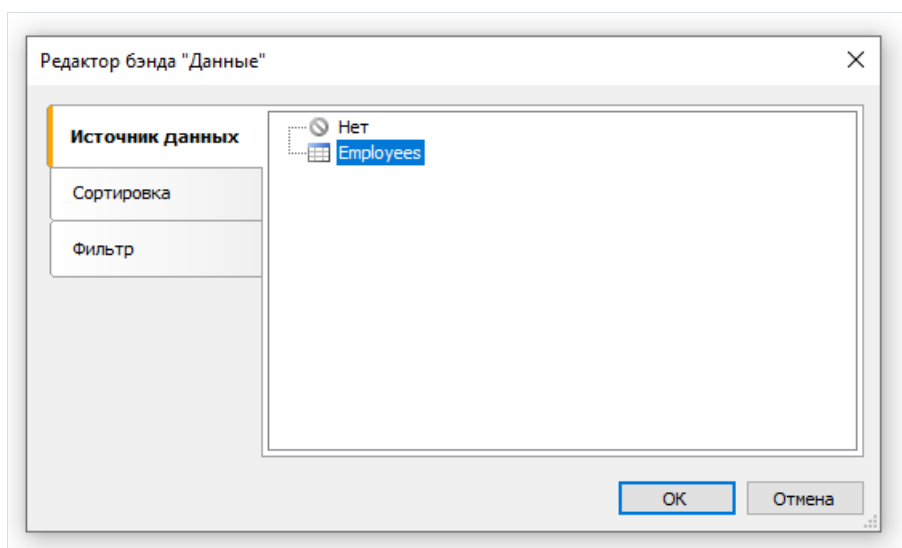 Редактор бэнда "Данные"
Источник данных
Сортировка
Фильтр
Нет
Employees
OK
Отмена